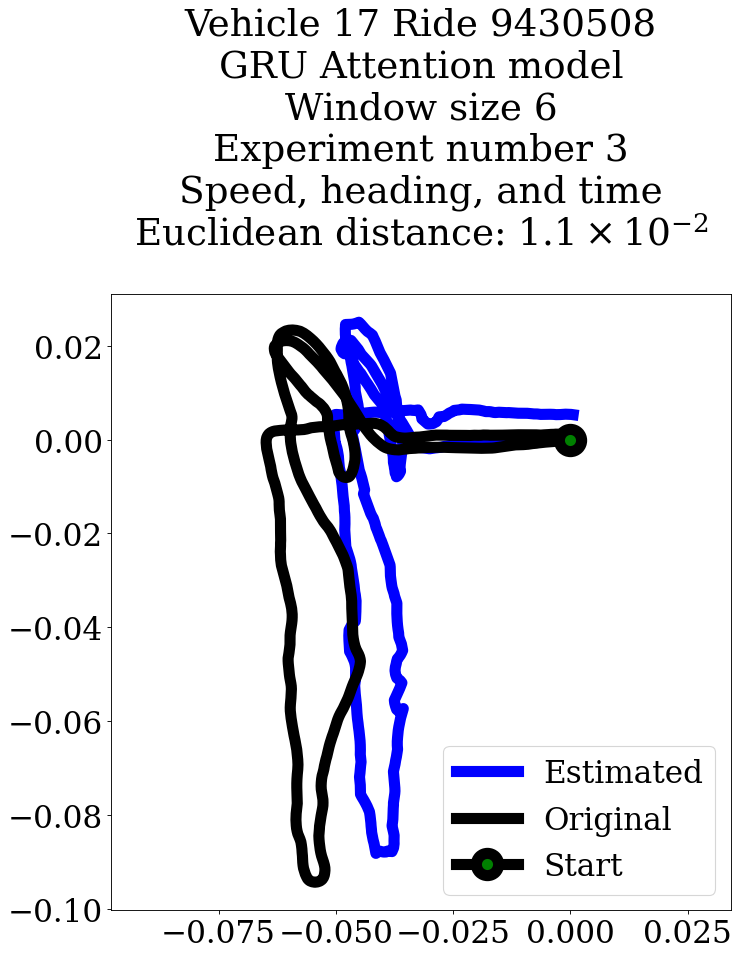 Vehicle 17 Ride 9430508
GRU Attention model
Window size 6
Experiment number 3
Speed, heading, and time
Euclidean distance: 1.1 × 10⁻²
0.02
0.00
−0.02
−0.04
−0.06
−0.08
−0.10
Estimated
Original
Start
−0.075 −0.050 −0.025 0.000 0.025